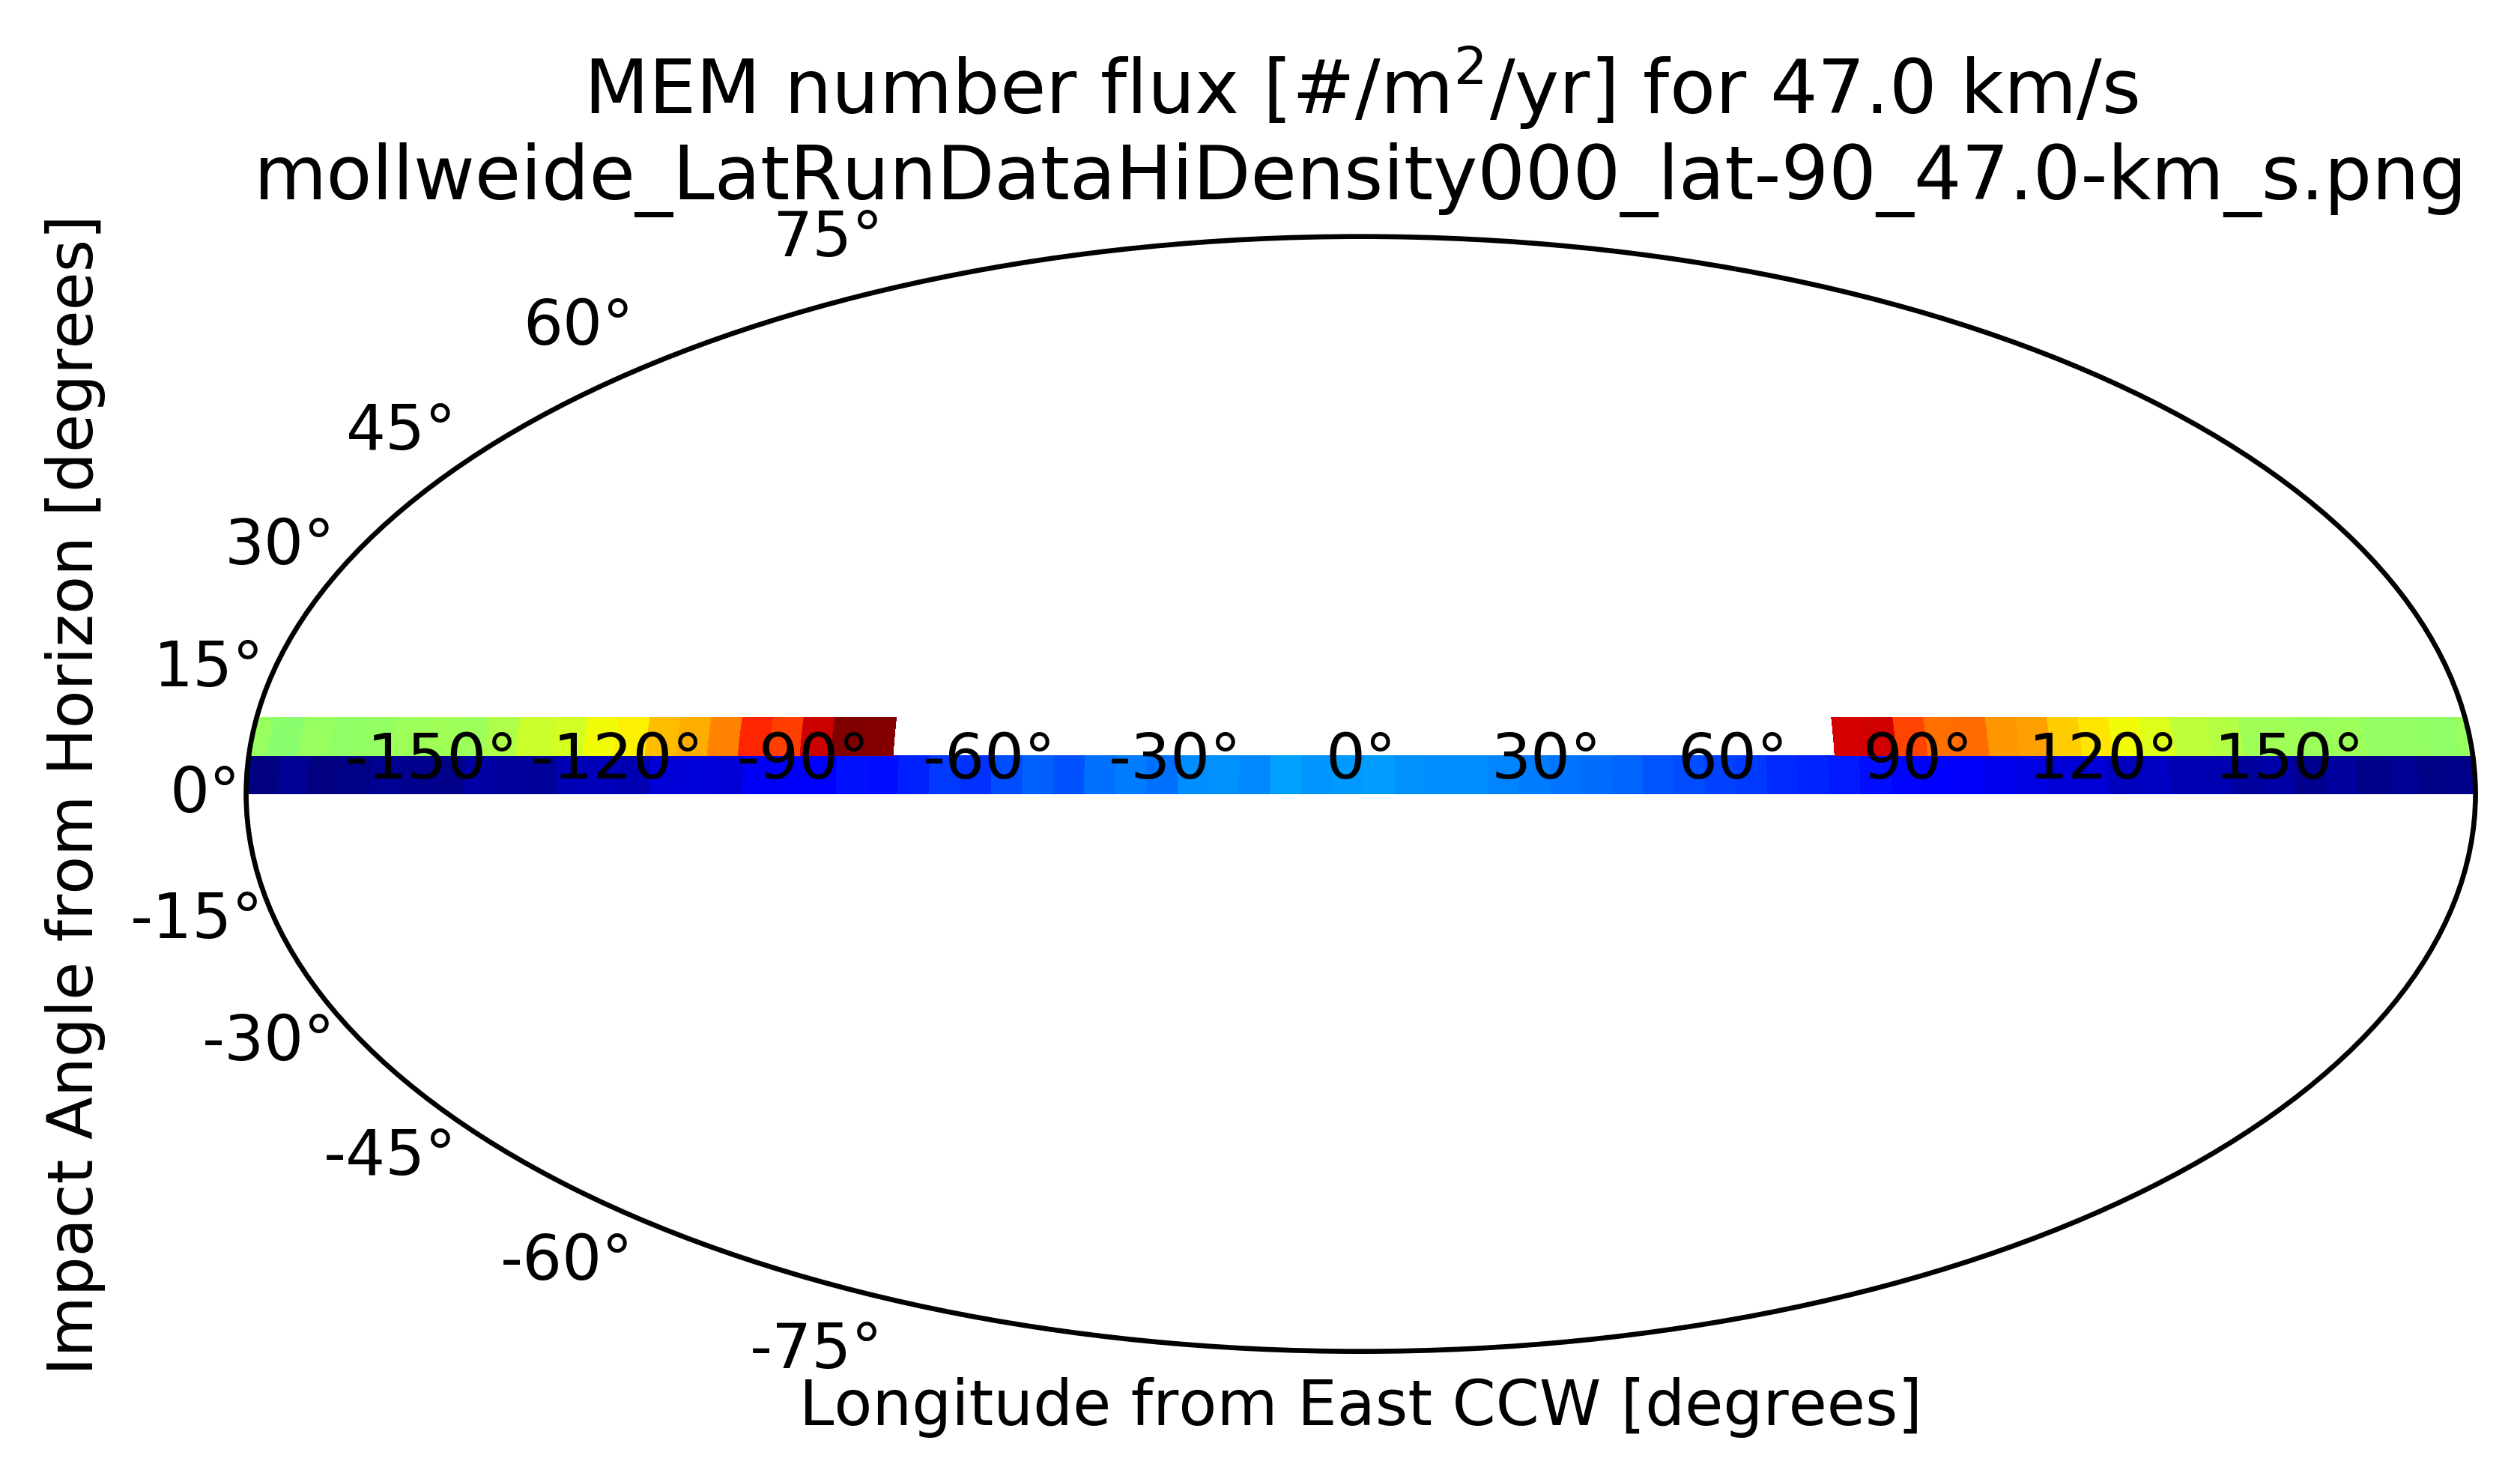 MEM number flux [#/m²/yr] for 47.0 km/s
mollweide_LatRunDataHiDensity000_lat-90_47.0-km_s.png
Impact Angle from Horizon [degrees]
75°
60°
45°
30°
15°
0°
-15°
-30°
-45°
-60°
-75°
-150° -120° -90° -60° -30° 0° 30° 60° 90° 120° 150°
Longitude from East CCW [degrees]